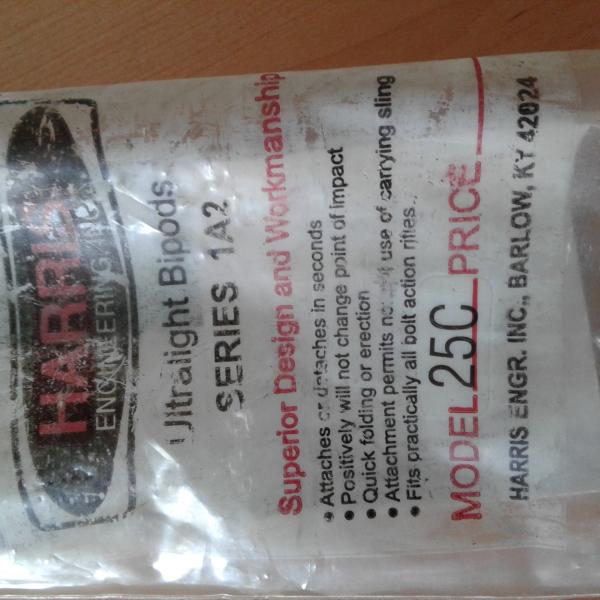 HARRIS
ENGINEERING INC
Ultralight Bipods
SERIES 1A2
Superior Design and Workmanship
• Attaches or detaches in seconds
• Positively will not change point of impact
• Quick folding or erection
• Attachment permits use of carrying sling
• Fits practically all bolt action rifles
MODEL 25C PRICE
HARRIS ENGR. INC., BARLOW, KY 42024